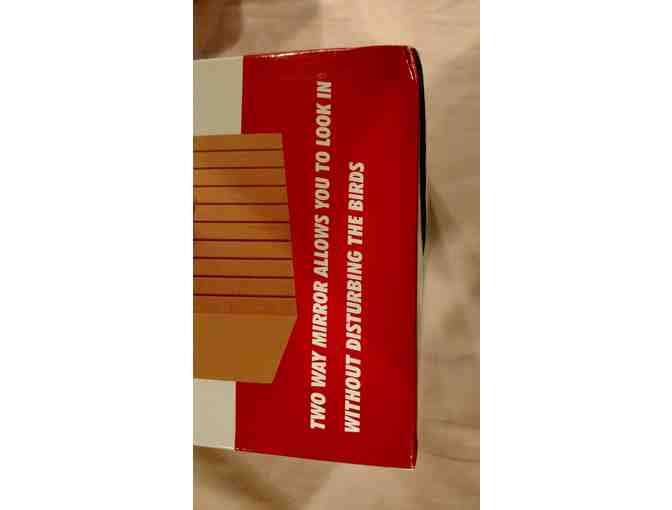 TWO WAY MIRROR ALLOWS YOU TO LOOK IN
WITHOUT DISTURBING THE BIRDS